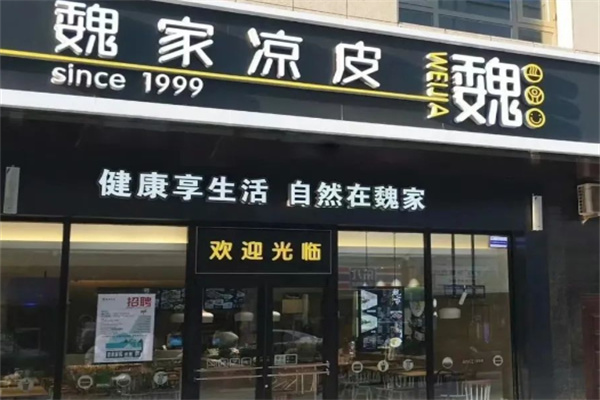 魏家凉皮
since 1999
WEIJIA
魏
健康享生活 自然在魏家
欢迎光临
招聘